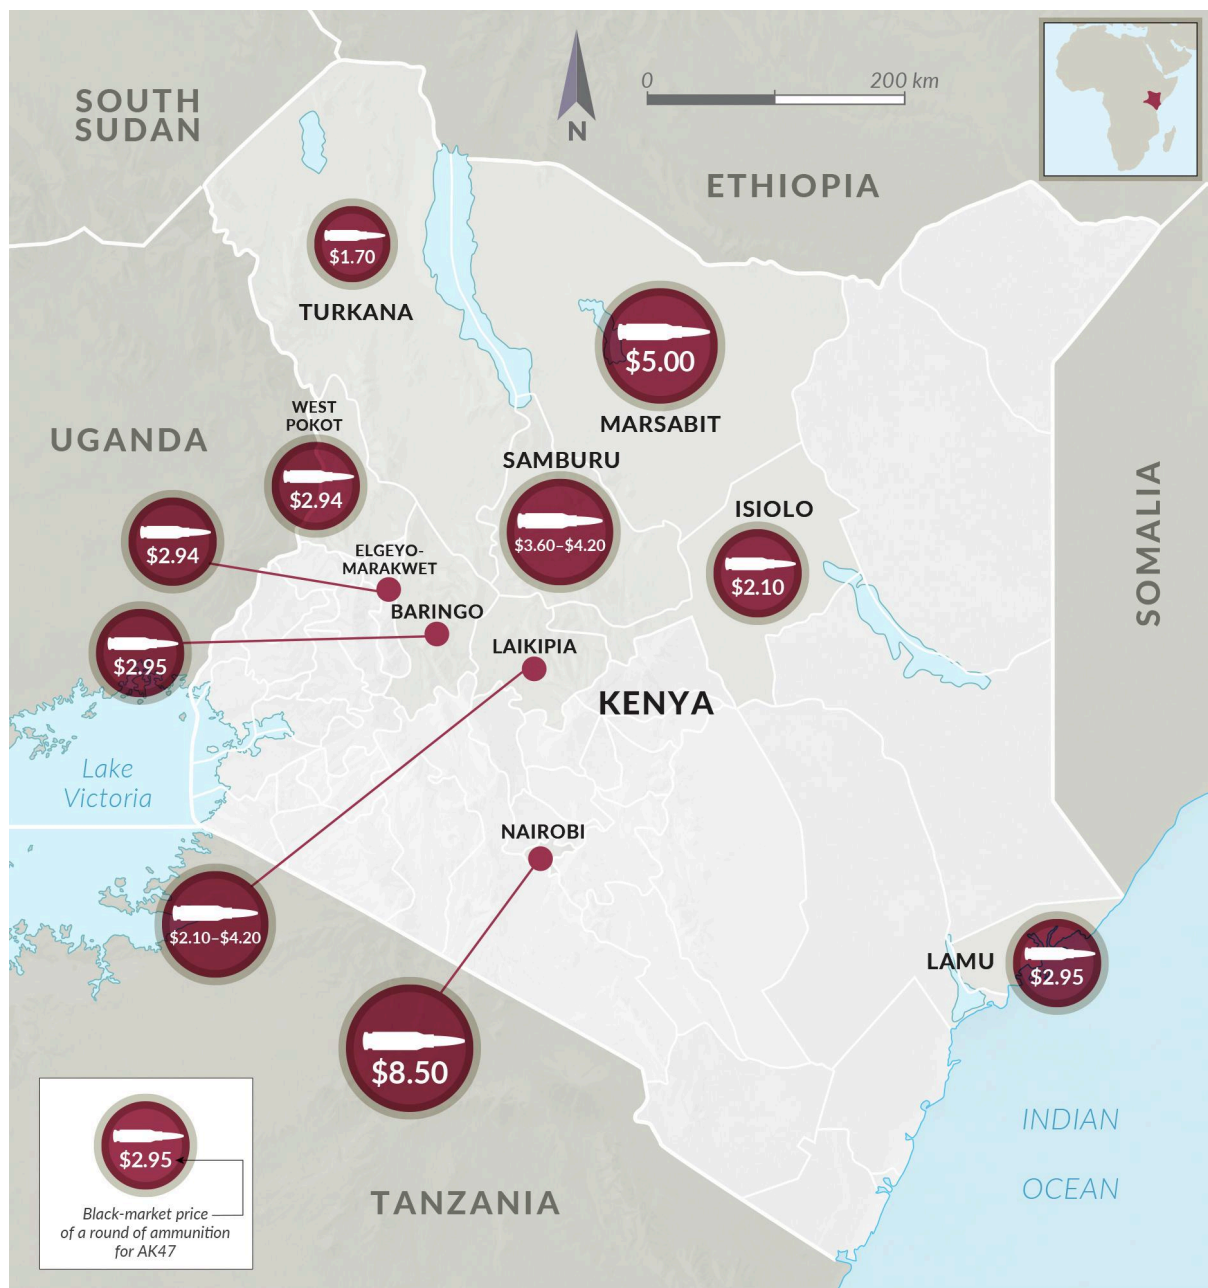 0
200 km
N
SOUTH
SUDAN
ETHIOPIA
$1.70
TURKANA
$5.00
MARSABIT
WEST
POKOT
UGANDA
$2.94
SAMBURU
$3.60–$4.20
ISIOLO
$2.10
SOMALIA
$2.94
ELGEYO-
MARAKWET
BARINGO
$2.95
LAIKIPIA
KENYA
Lake
Victoria
NAIROBI
$2.10–$4.20
LAMU
$2.95
$8.50
INDIAN
OCEAN
TANZANIA
$2.95
Black-market price
of a round of ammunition
for AK47